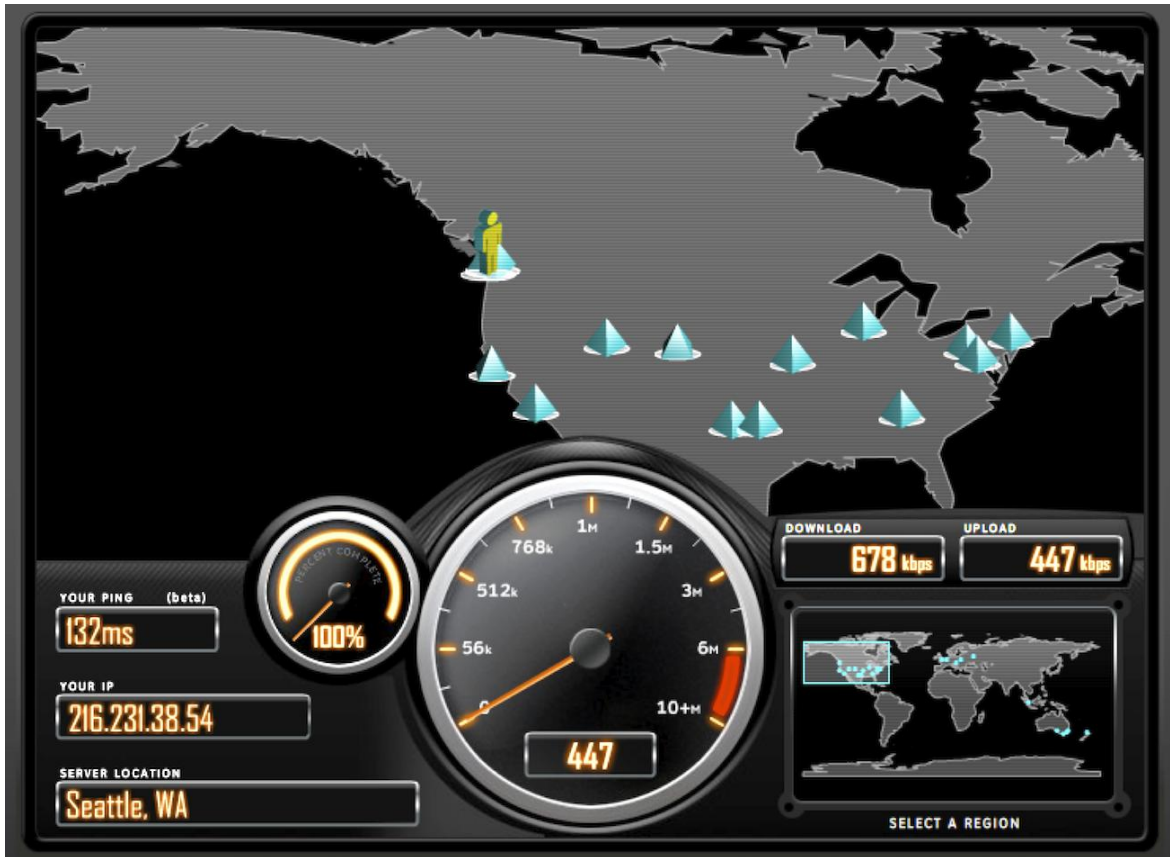 DOWNLOAD
678 kbps
UPLOAD
447 kbps
PERCENT COMPLETE
100%
YOUR PING (beta)
132ms
YOUR IP
216.231.38.54
SERVER LOCATION
Seattle, WA
0
56k
512k
768k
1M
1.5M
3M
6M
10+M
447
SELECT A REGION